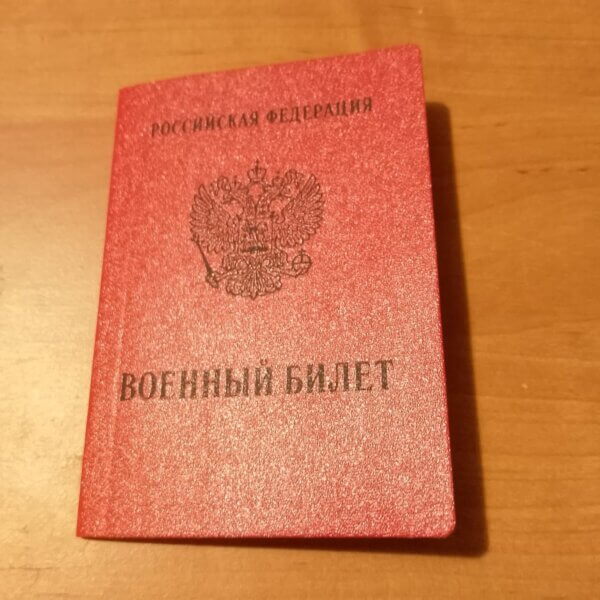 РОССИЙСКАЯ ФЕДЕРАЦИЯ
ВОЕННЫЙ БИЛЕТ